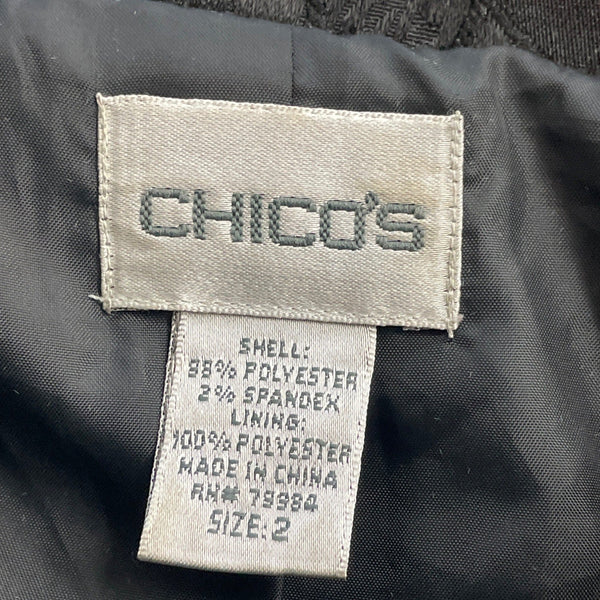 CHICO'S
SHELL:
98% POLYESTER
2% SPANDEX
LINING:
100% POLYESTER
MADE IN CHINA
RN# 79984
SIZE: 2